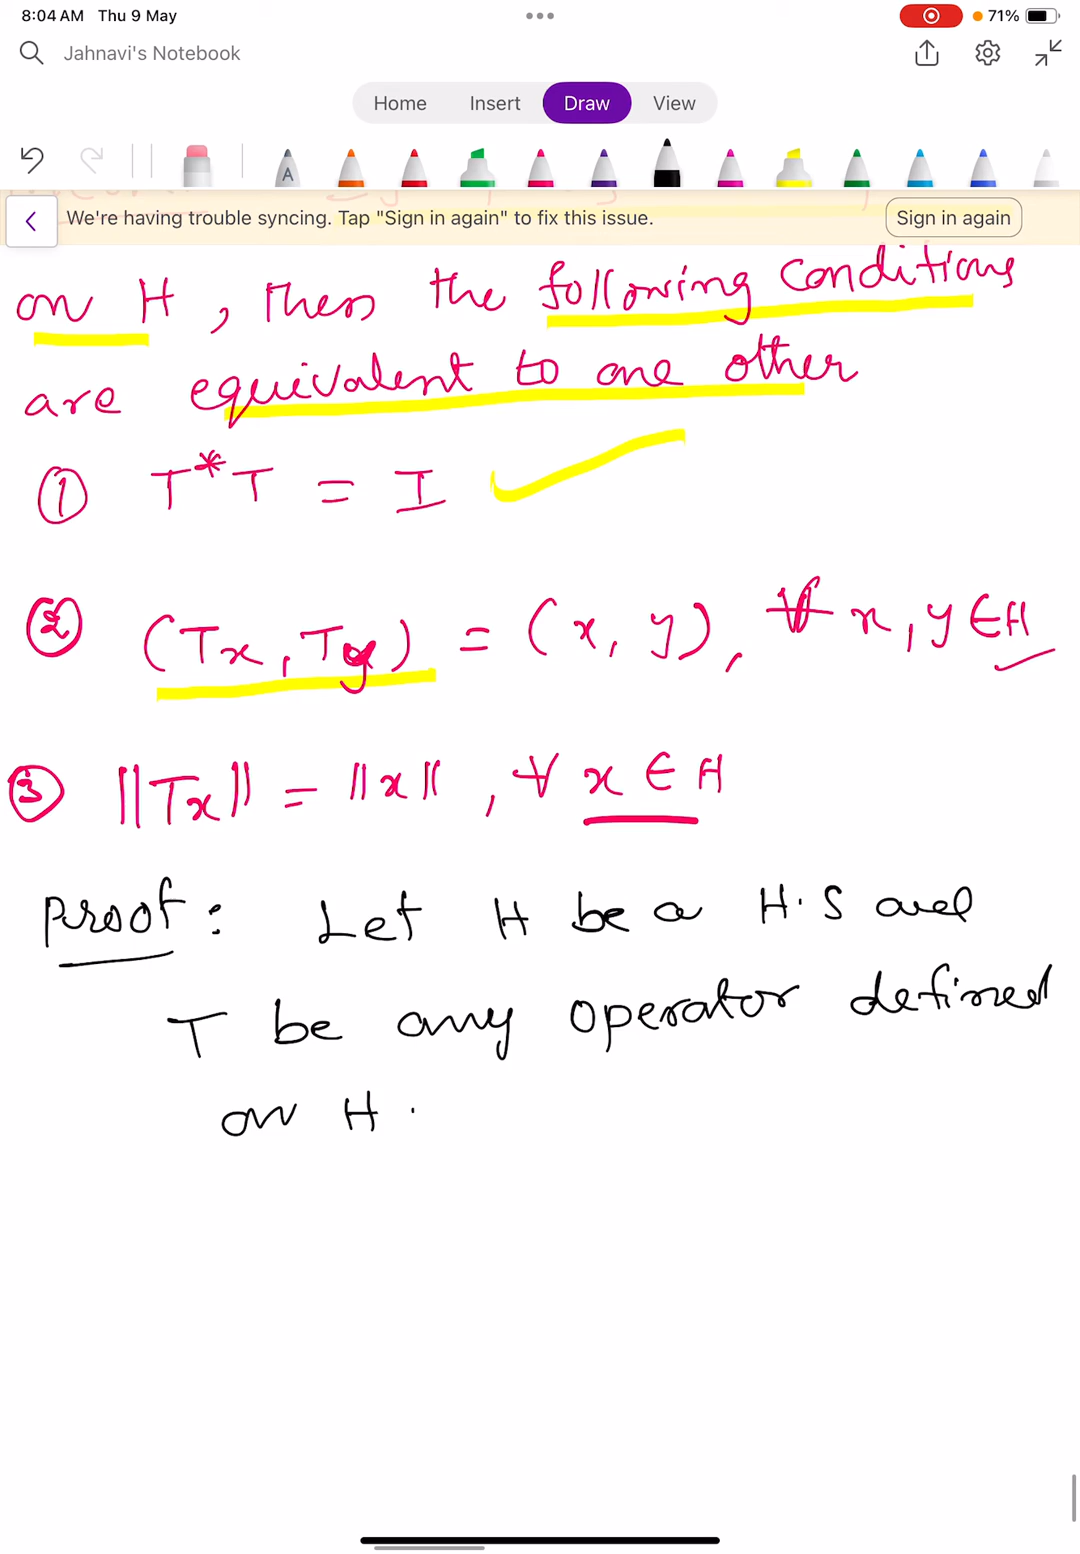 8:04 AM Thu 9 May
71%
Jahnavi's Notebook
Home Insert Draw View
A
We're having trouble syncing. Tap "Sign in again" to fix this issue. Sign in again
on H, then the following conditions
are equivalent to one other
① T*T = I
② (Tx, Ty) = (x, y), ∀ x, y ∈ H
③ ||Tx|| = ||x||, ∀ x ∈ H
Proof: Let H be a H.S and
T be any operator defined
on H.